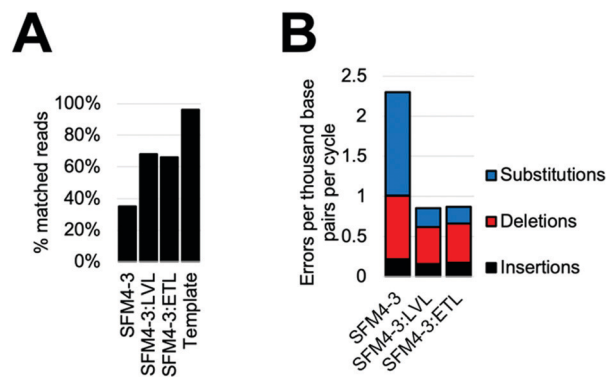 A
% matched reads
100%
80%
60%
40%
20%
0%
SFM4-3
SFM4-3:LVL
SFM4-3:ETL
Template
B
Errors per thousand base
pairs per cycle
2.5
2
1.5
1
0.5
0
SFM4-3
SFM4-3:LVL
SFM4-3:ETL
Substitutions
Deletions
Insertions